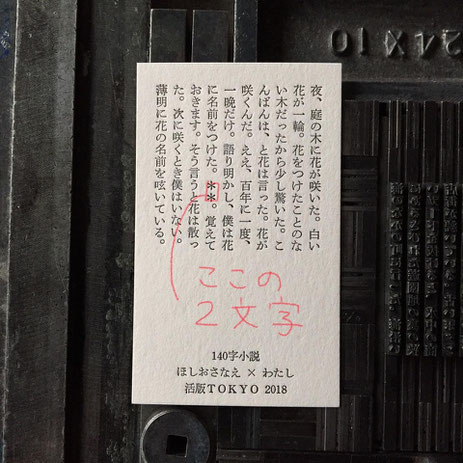 夜、庭の木に花が咲いた。白い
花が一輪。花をつけたことのな
い木だったから少し驚いた。こ
んばんは、と花は言った。花が
咲くんだ。ええ、百年に一度、
一晩だけ。語り明かし、僕は花
に名前をつけた。**。覚えて
おきます。そう言うと花は散っ
た。次に咲くとき僕はいない。
薄明に花の名前を呟いている。
ここの
2文字
140字小説
ほしおさなえ × わたし
活版TOKYO 2018
24 X 10